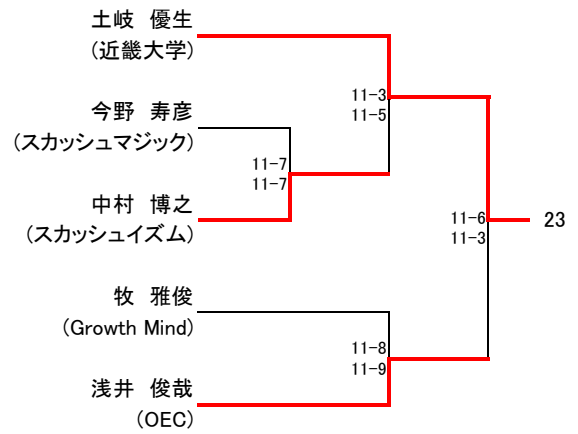 土岐 優生
(近畿大学)
11-3
11-5
今野 寿彦
(スカッシュマジック)
11-7
11-7
中村 博之
(スカッシュイズム)
11-6
11-3
23
牧 雅俊
(Growth Mind)
11-8
11-9
浅井 俊哉
(OEC)